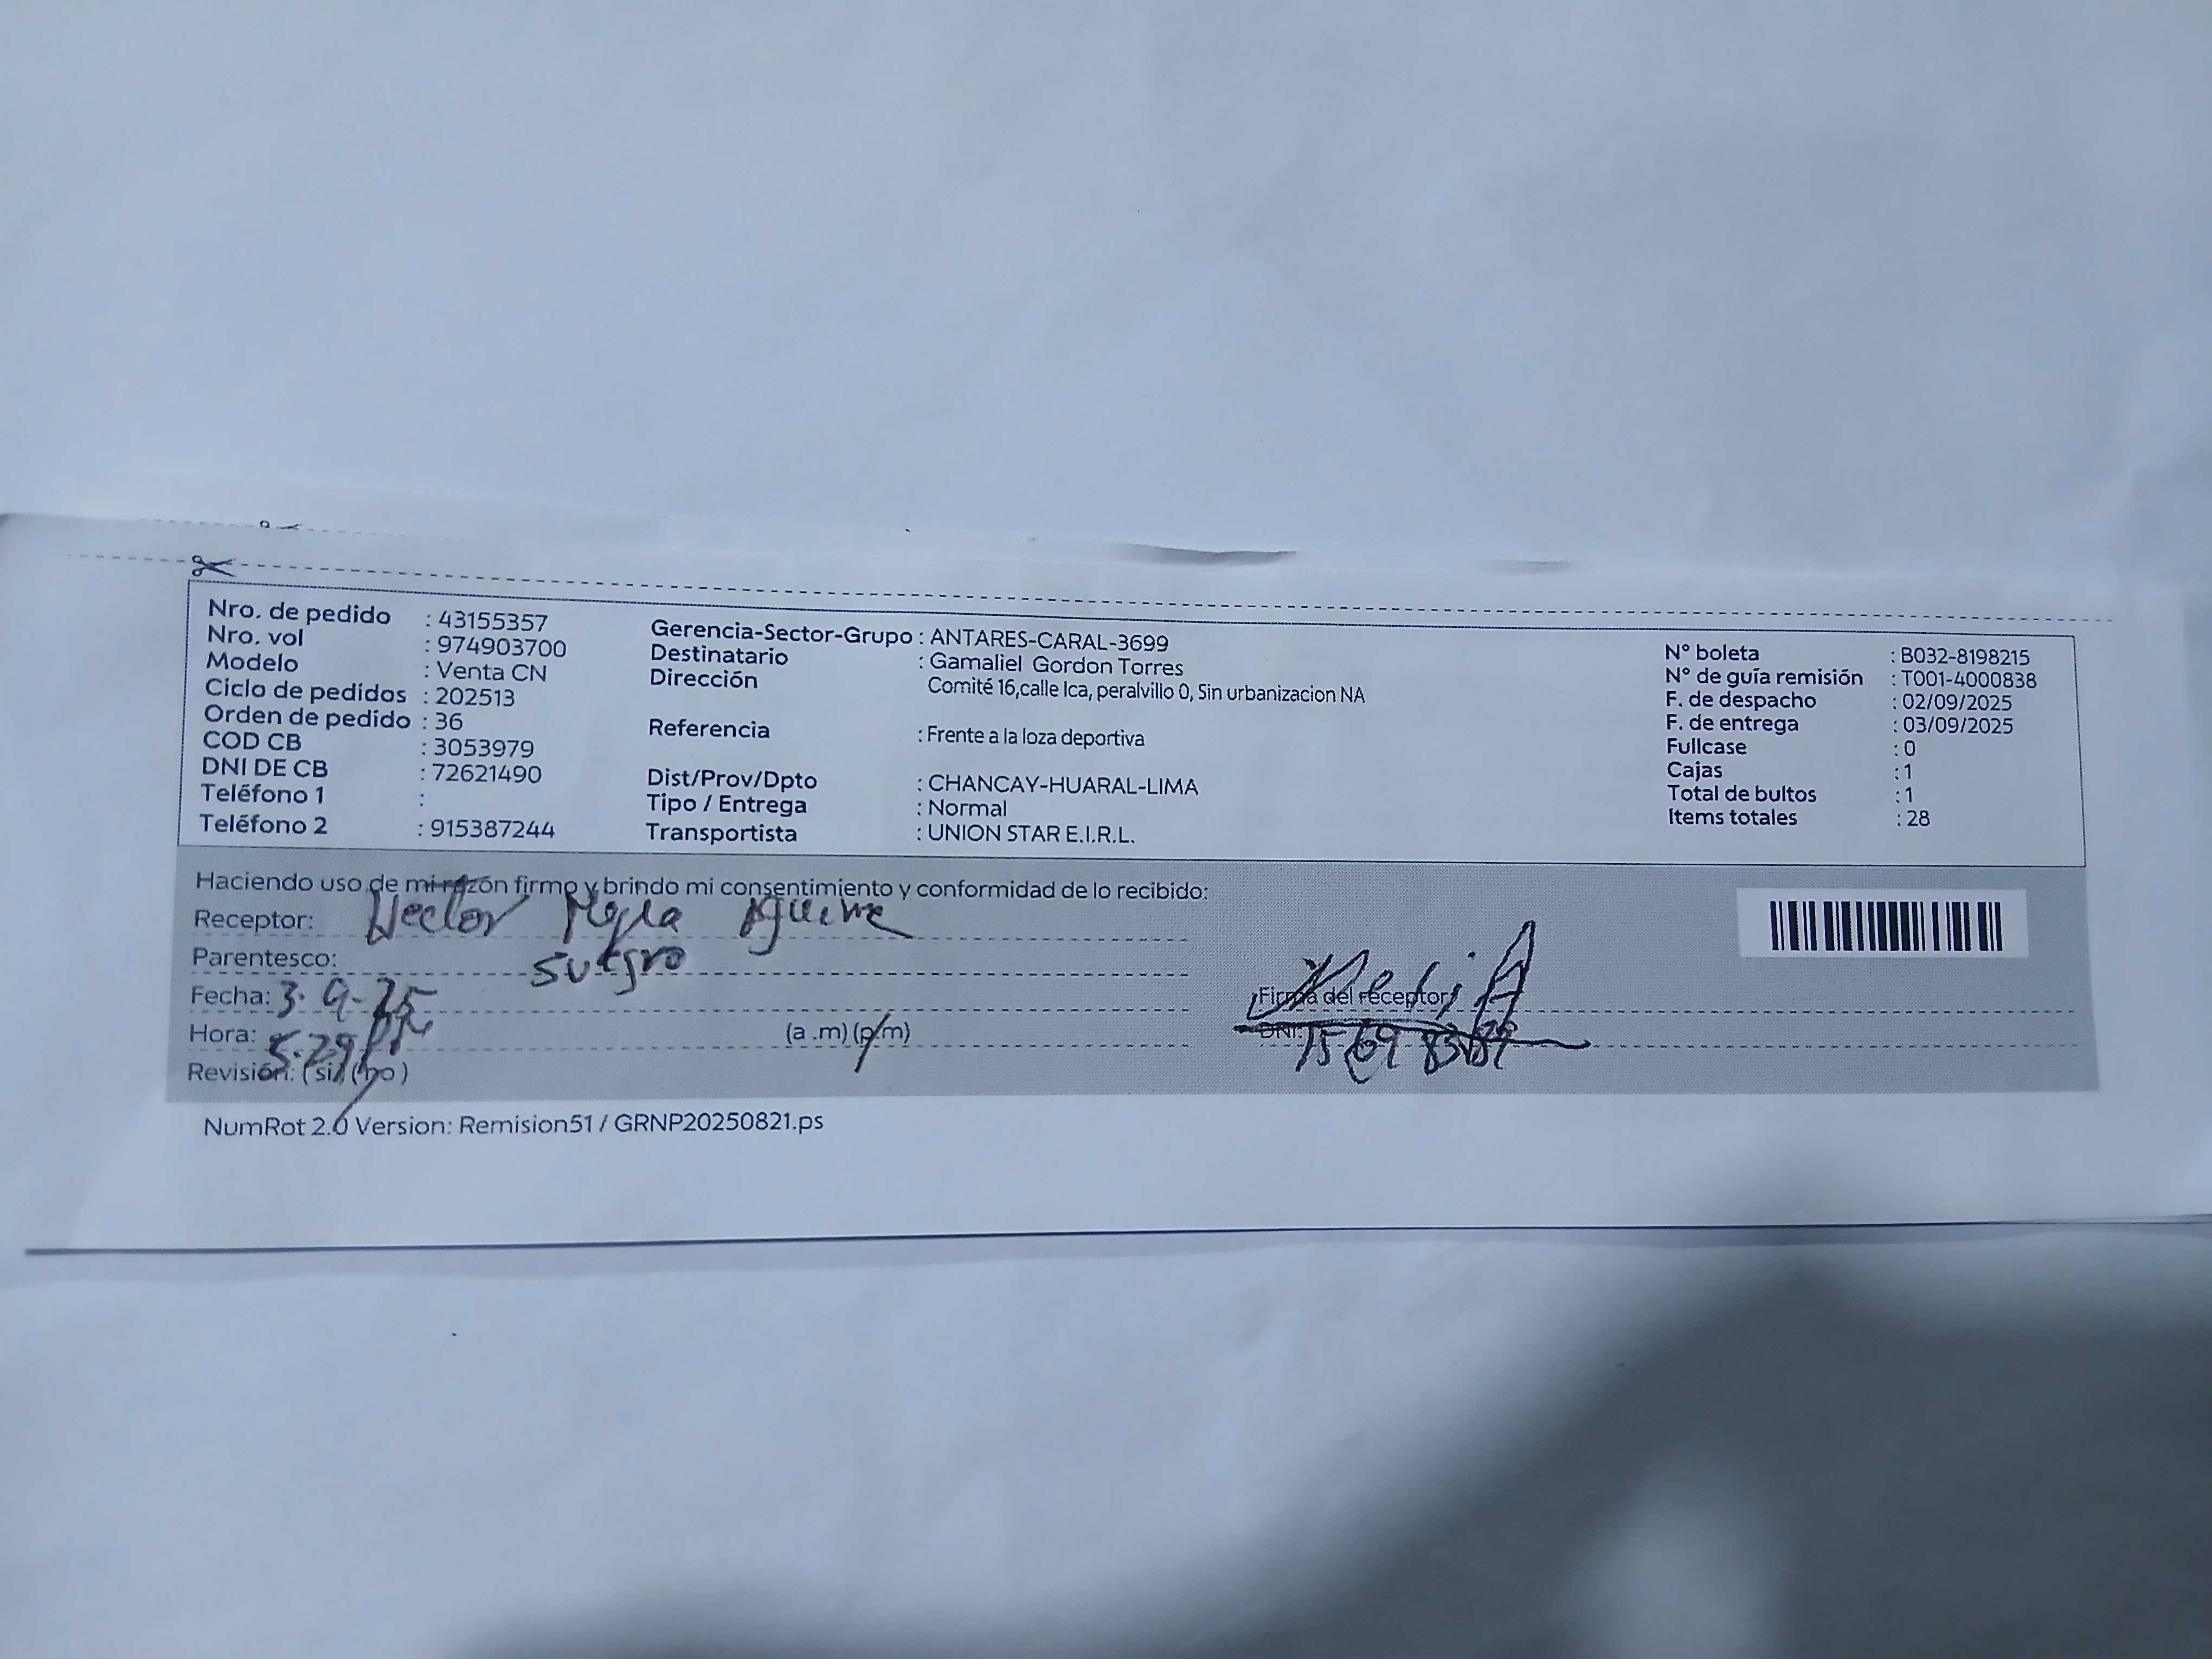 Nro. de pedido : 43155357
Nro. vol : 974903700
Modelo : Venta CN
Ciclo de pedidos : 202513
Orden de pedido : 36
COD CB : 3053979
DNI DE CB : 72621490
Teléfono 1 :
Teléfono 2 : 915387244
Gerencia-Sector-Grupo : ANTARES-CARAL-3699
Destinatario : Gamaliel Gordon Torres
Dirección Comité 16,calle Ica, peralvillo 0, Sin urbanizacion NA
Referencia : Frente a la loza deportiva
Dist/Prov/Dpto : CHANCAY-HUARAL-LIMA
Tipo / Entrega : Normal
Transportista : UNION STAR E.I.R.L.
N° boleta : B032-8198215
N° de guía remisión : T001-4000838
F. de despacho : 02/09/2025
F. de entrega : 03/09/2025
Fullcase : 0
Cajas : 1
Total de bultos : 1
Items totales : 28
Haciendo uso de mi razón firmo y brindo mi consentimiento y conformidad de lo recibido:
Receptor: Hector
Parentesco: suegro
Fecha: 3-9-25
Hora: 5.29 pm (a .m) (p.m)
Revisión: ( si) ( no )
Firma del receptor
DNI:
NumRot 2.0 Version: Remision51 / GRNP20250821.ps